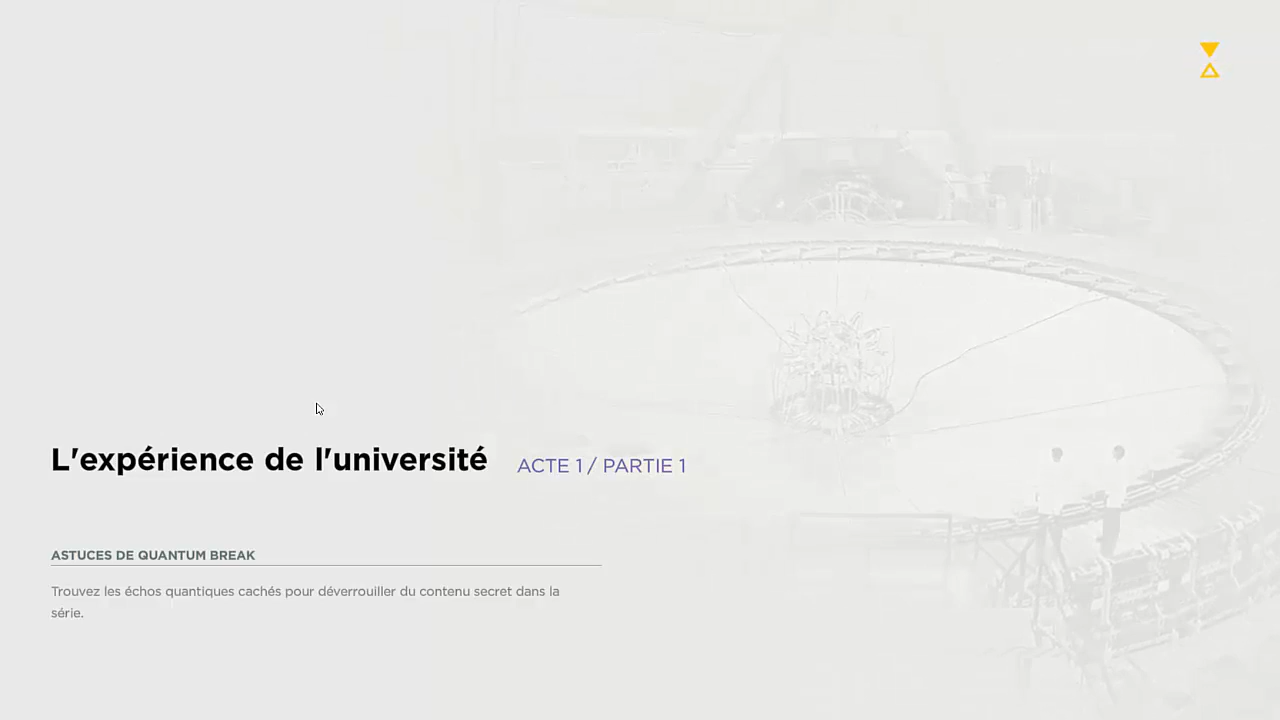 L'expérience de l'université ACTE 1 / PARTIE 1
ASTUCES DE QUANTUM BREAK
Trouvez les échos quantiques cachés pour déverrouiller du contenu secret dans la
série.